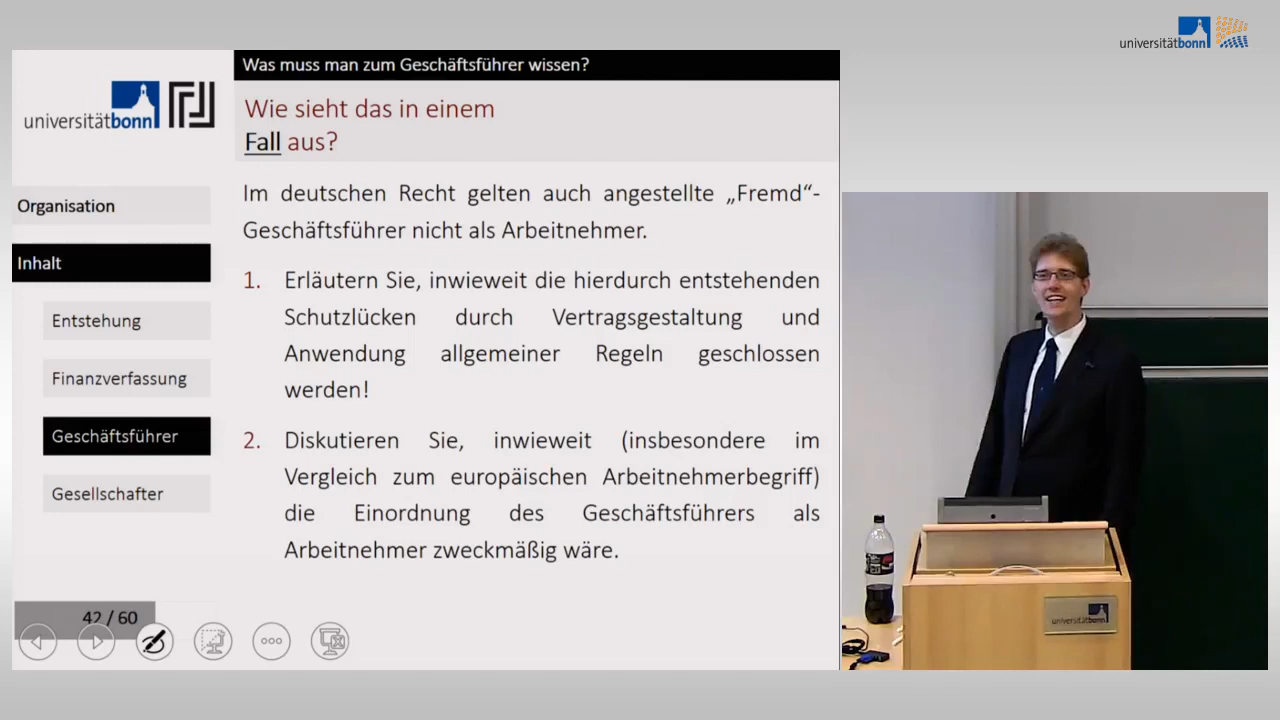 universitätbonn
Was muss man zum Geschäftsführer wissen?
universitätbonn
Wie sieht das in einem
Fall aus?
Organisation
Inhalt
Entstehung
Finanzverfassung
Geschäftsführer
Gesellschafter
Im deutschen Recht gelten auch angestellte „Fremd“-
Geschäftsführer nicht als Arbeitnehmer.
1. Erläutern Sie, inwieweit die hierdurch entstehenden
Schutzlücken durch Vertragsgestaltung und
Anwendung allgemeiner Regeln geschlossen
werden!
2. Diskutieren Sie, inwieweit (insbesondere im
Vergleich zum europäischen Arbeitnehmerbegriff)
die Einordnung des Geschäftsführers als
Arbeitnehmer zweckmäßig wäre.
42 / 60
universitätbonn